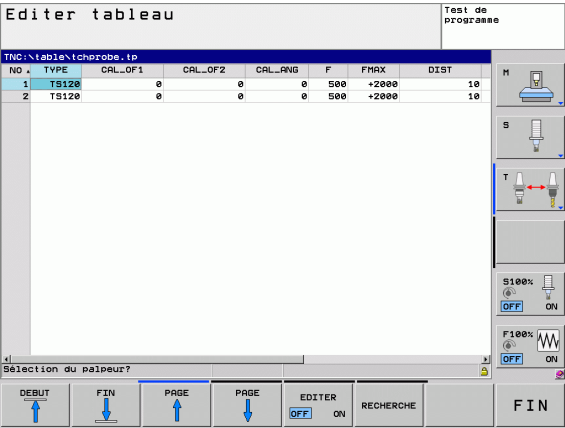 Editer tableau
Test de
programme
TNC:\table\tchprobe.tp
NO TYPE CAL_OF1 CAL_OF2 CAL_ANG F FMAX DIST
1 TS120 0 0 0 500 +2000 10
2 TS120 0 0 0 500 +2000 10
M
S
T
S100%
OFF ON
F100%
OFF ON
Sélection du palpeur?
DEBUT FIN PAGE PAGE EDITER RECHERCHE FIN
OFF ON